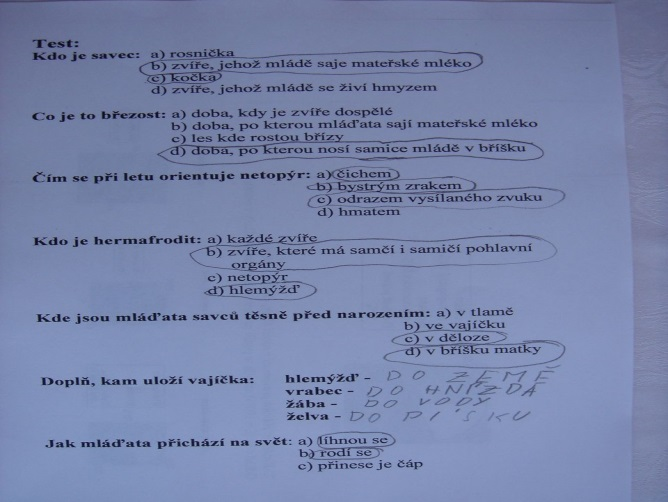 Test:
Kdo je savec: a) rosnička
b) zvíře, jehož mládě saje mateřské mléko
c) kočka
d) zvíře, jehož mládě se živí hmyzem
Co je to březost: a) doba, kdy je zvíře dospělé
b) doba, po kterou mláďata sají mateřské mléko
c) les kde rostou břízy
d) doba, po kterou nosí samice mládě v bříšku
Čím se při letu orientuje netopýr: a) čichem
b) bystrým zrakem
c) odrazem vysílaného zvuku
d) hmatem
Kdo je hermafrodit: a) každé zvíře
b) zvíře, které má samčí i samičí pohlavní
orgány
c) netopýr
d) hlemýžď
Kde jsou mláďata savců těsně před narozením: a) v tlamě
b) ve vajíčku
c) v děloze
d) v bříšku matky
Doplň, kam uloží vajíčka: hlemýžď - DO ZEMĚ
vrabec - DO HNÍZDA
žába - DO VODY
želva - DO PÍSKU
Jak mláďata přichází na svět: a) líhnou se
b) rodí se
c) přinese je čáp